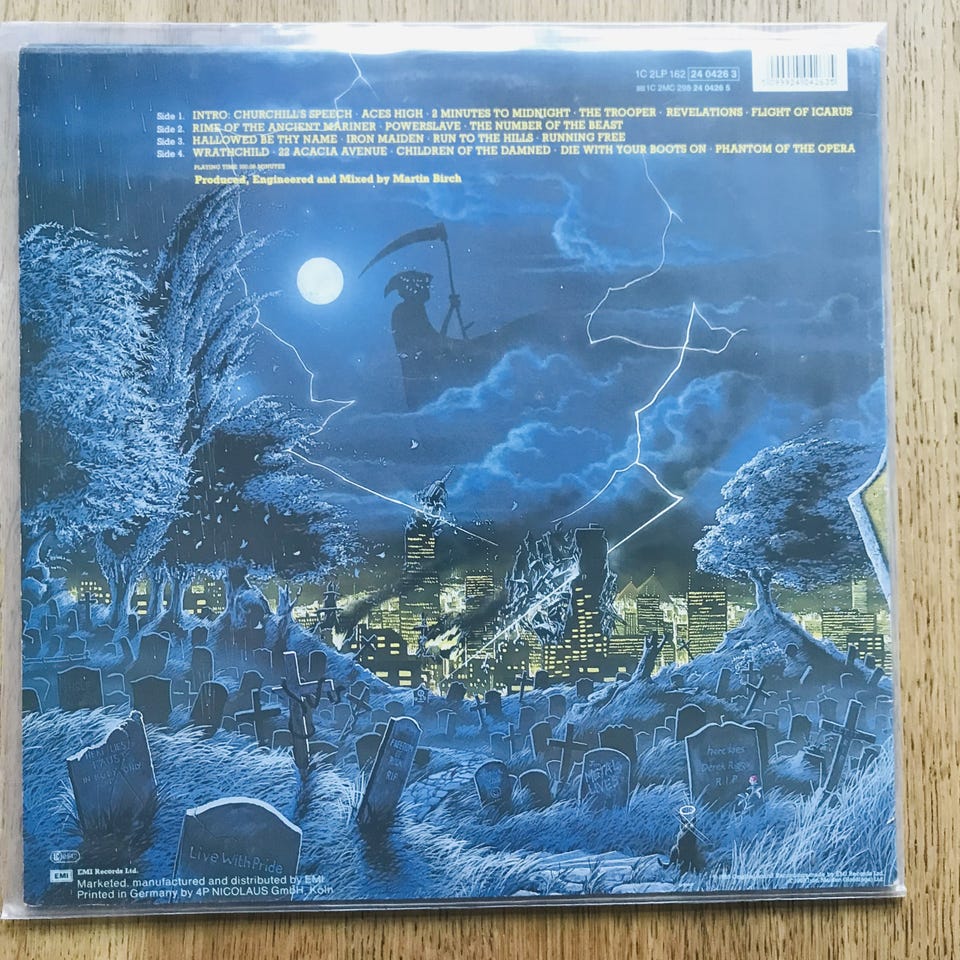 1C 2LP 162 24 0426 3
1C 2MC 298 24 0426 5
Side 1. INTRO: CHURCHILL'S SPEECH · ACES HIGH · 2 MINUTES TO MIDNIGHT · THE TROOPER · REVELATIONS · FLIGHT OF ICARUS
Side 2. RIME OF THE ANCIENT MARINER · POWERSLAVE · THE NUMBER OF THE BEAST
Side 3. HALLOWED BE THY NAME · IRON MAIDEN · RUN TO THE HILLS · RUNNING FREE
Side 4. WRATHCHILD · 22 ACACIA AVENUE · CHILDREN OF THE DAMNED · DIE WITH YOUR BOOTS ON · PHANTOM OF THE OPERA
PLAYING TIME MINUTES
Produced, Engineered and Mixed by Martin Birch
here lies
Derek Riggs
R.I.P
RIP
Live With Pride
EMI
EMI Records Ltd.
Marketed, manufactured and distributed by EMI
Printed in Germany by 4P NICOLAUS GmbH, Köln